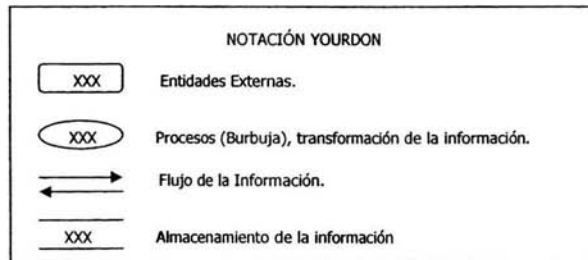 NOTACIÓN YOURDON
XXX Entidades Externas.
XXX Procesos (Burbuja), transformación de la información.
Flujo de la Información.
XXX Almacenamiento de la información